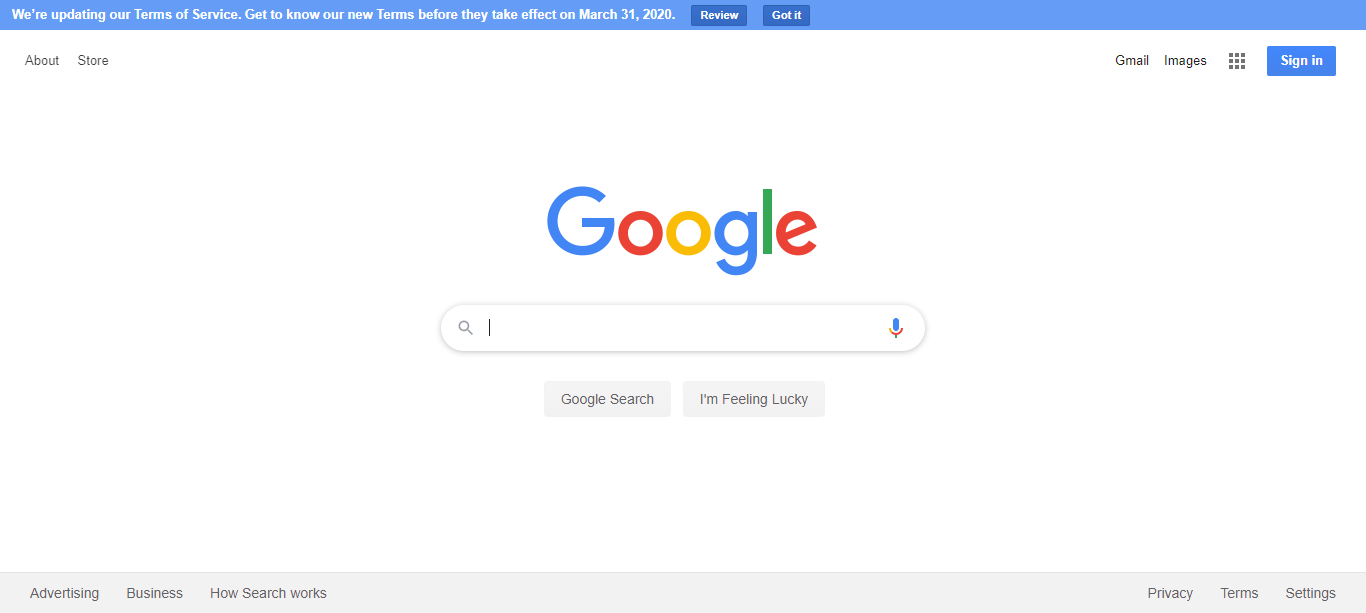 We're updating our Terms of Service. Get to know our new Terms before they take effect on March 31, 2020. Review Got it
About Store Gmail Images Sign in
Google
Google Search I'm Feeling Lucky
Advertising Business How Search works Privacy Terms Settings